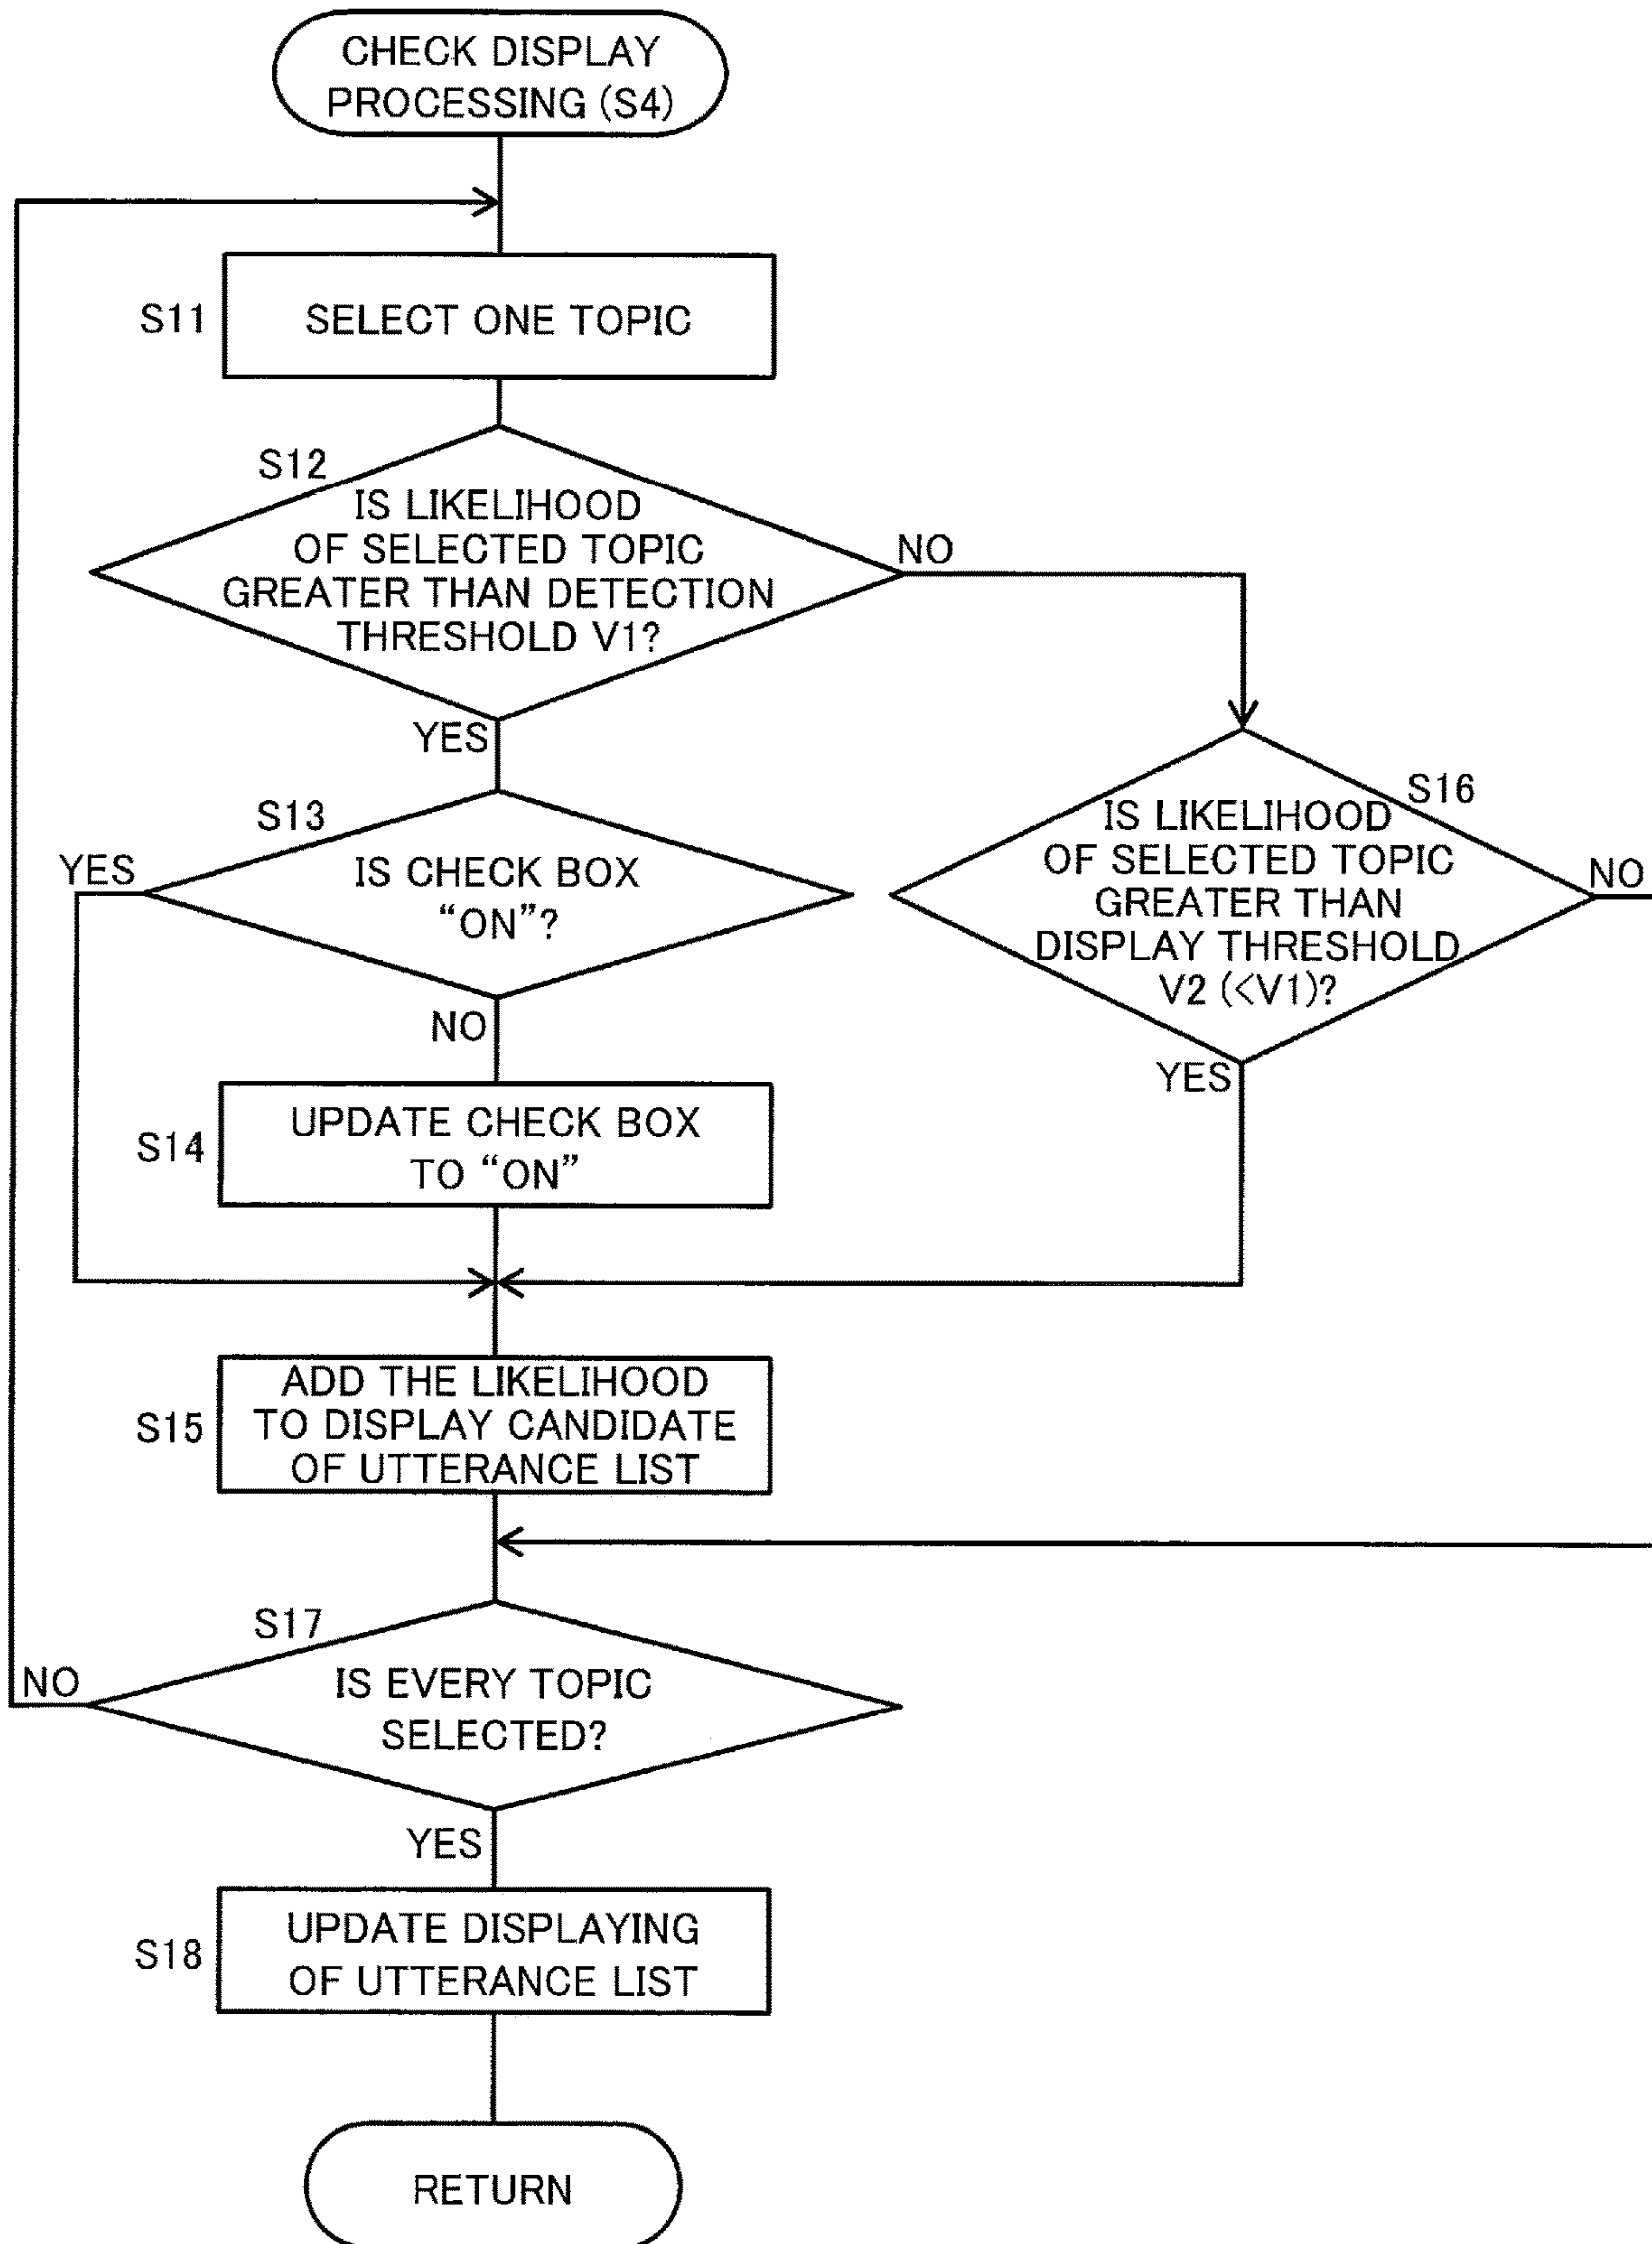 CHECK DISPLAY
PROCESSING (S4)
S11
SELECT ONE TOPIC
S12
IS LIKELIHOOD
OF SELECTED TOPIC
GREATER THAN DETECTION
THRESHOLD V1?
NO
YES
S13
IS CHECK BOX
“ON”?
YES
NO
S16
IS LIKELIHOOD
OF SELECTED TOPIC
GREATER THAN
DISPLAY THRESHOLD
V2 (<V1)?
NO
YES
S14
UPDATE CHECK BOX
TO “ON”
S15
ADD THE LIKELIHOOD
TO DISPLAY CANDIDATE
OF UTTERANCE LIST
S17
IS EVERY TOPIC
SELECTED?
NO
YES
S18
UPDATE DISPLAYING
OF UTTERANCE LIST
RETURN